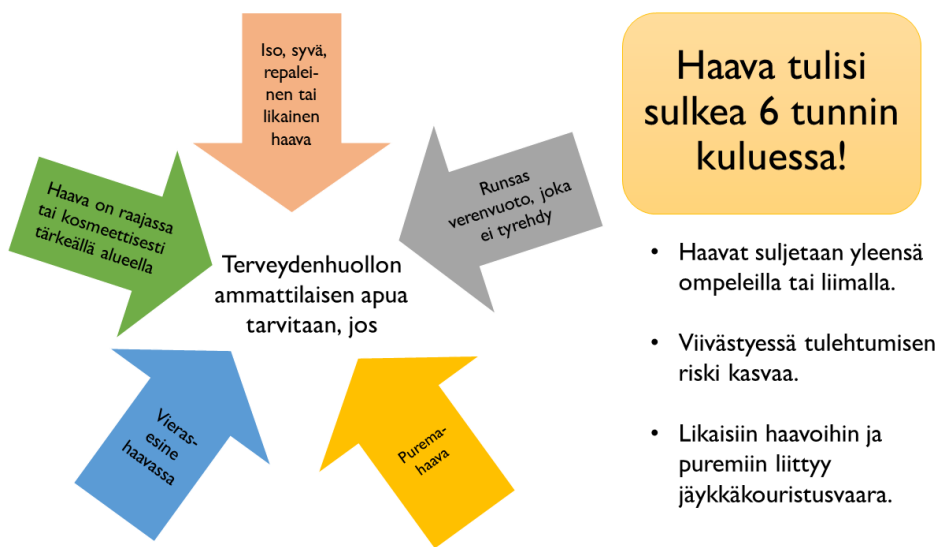 Iso, syvä,
repalei-
nen tai
likainen
haava
Runsas
verenvuoto, joka
ei tyrehdy
Haava on raajassa
tai kosmeettisesti
tärkeällä alueella
Terveydenhuollon
ammattilaisen apua
tarvitaan, jos
Vieras-
esine
haavassa
Purema-
haava
Haava tulisi
sulkea 6 tunnin
kuluessa!
• Haavat suljetaan yleensä
ompeleilla tai liimalla.
• Viivästyessä tulehtumisen
riski kasvaa.
• Likaisiin haavoihin ja
puremiin liittyy
jäykkäkouristusvaara.